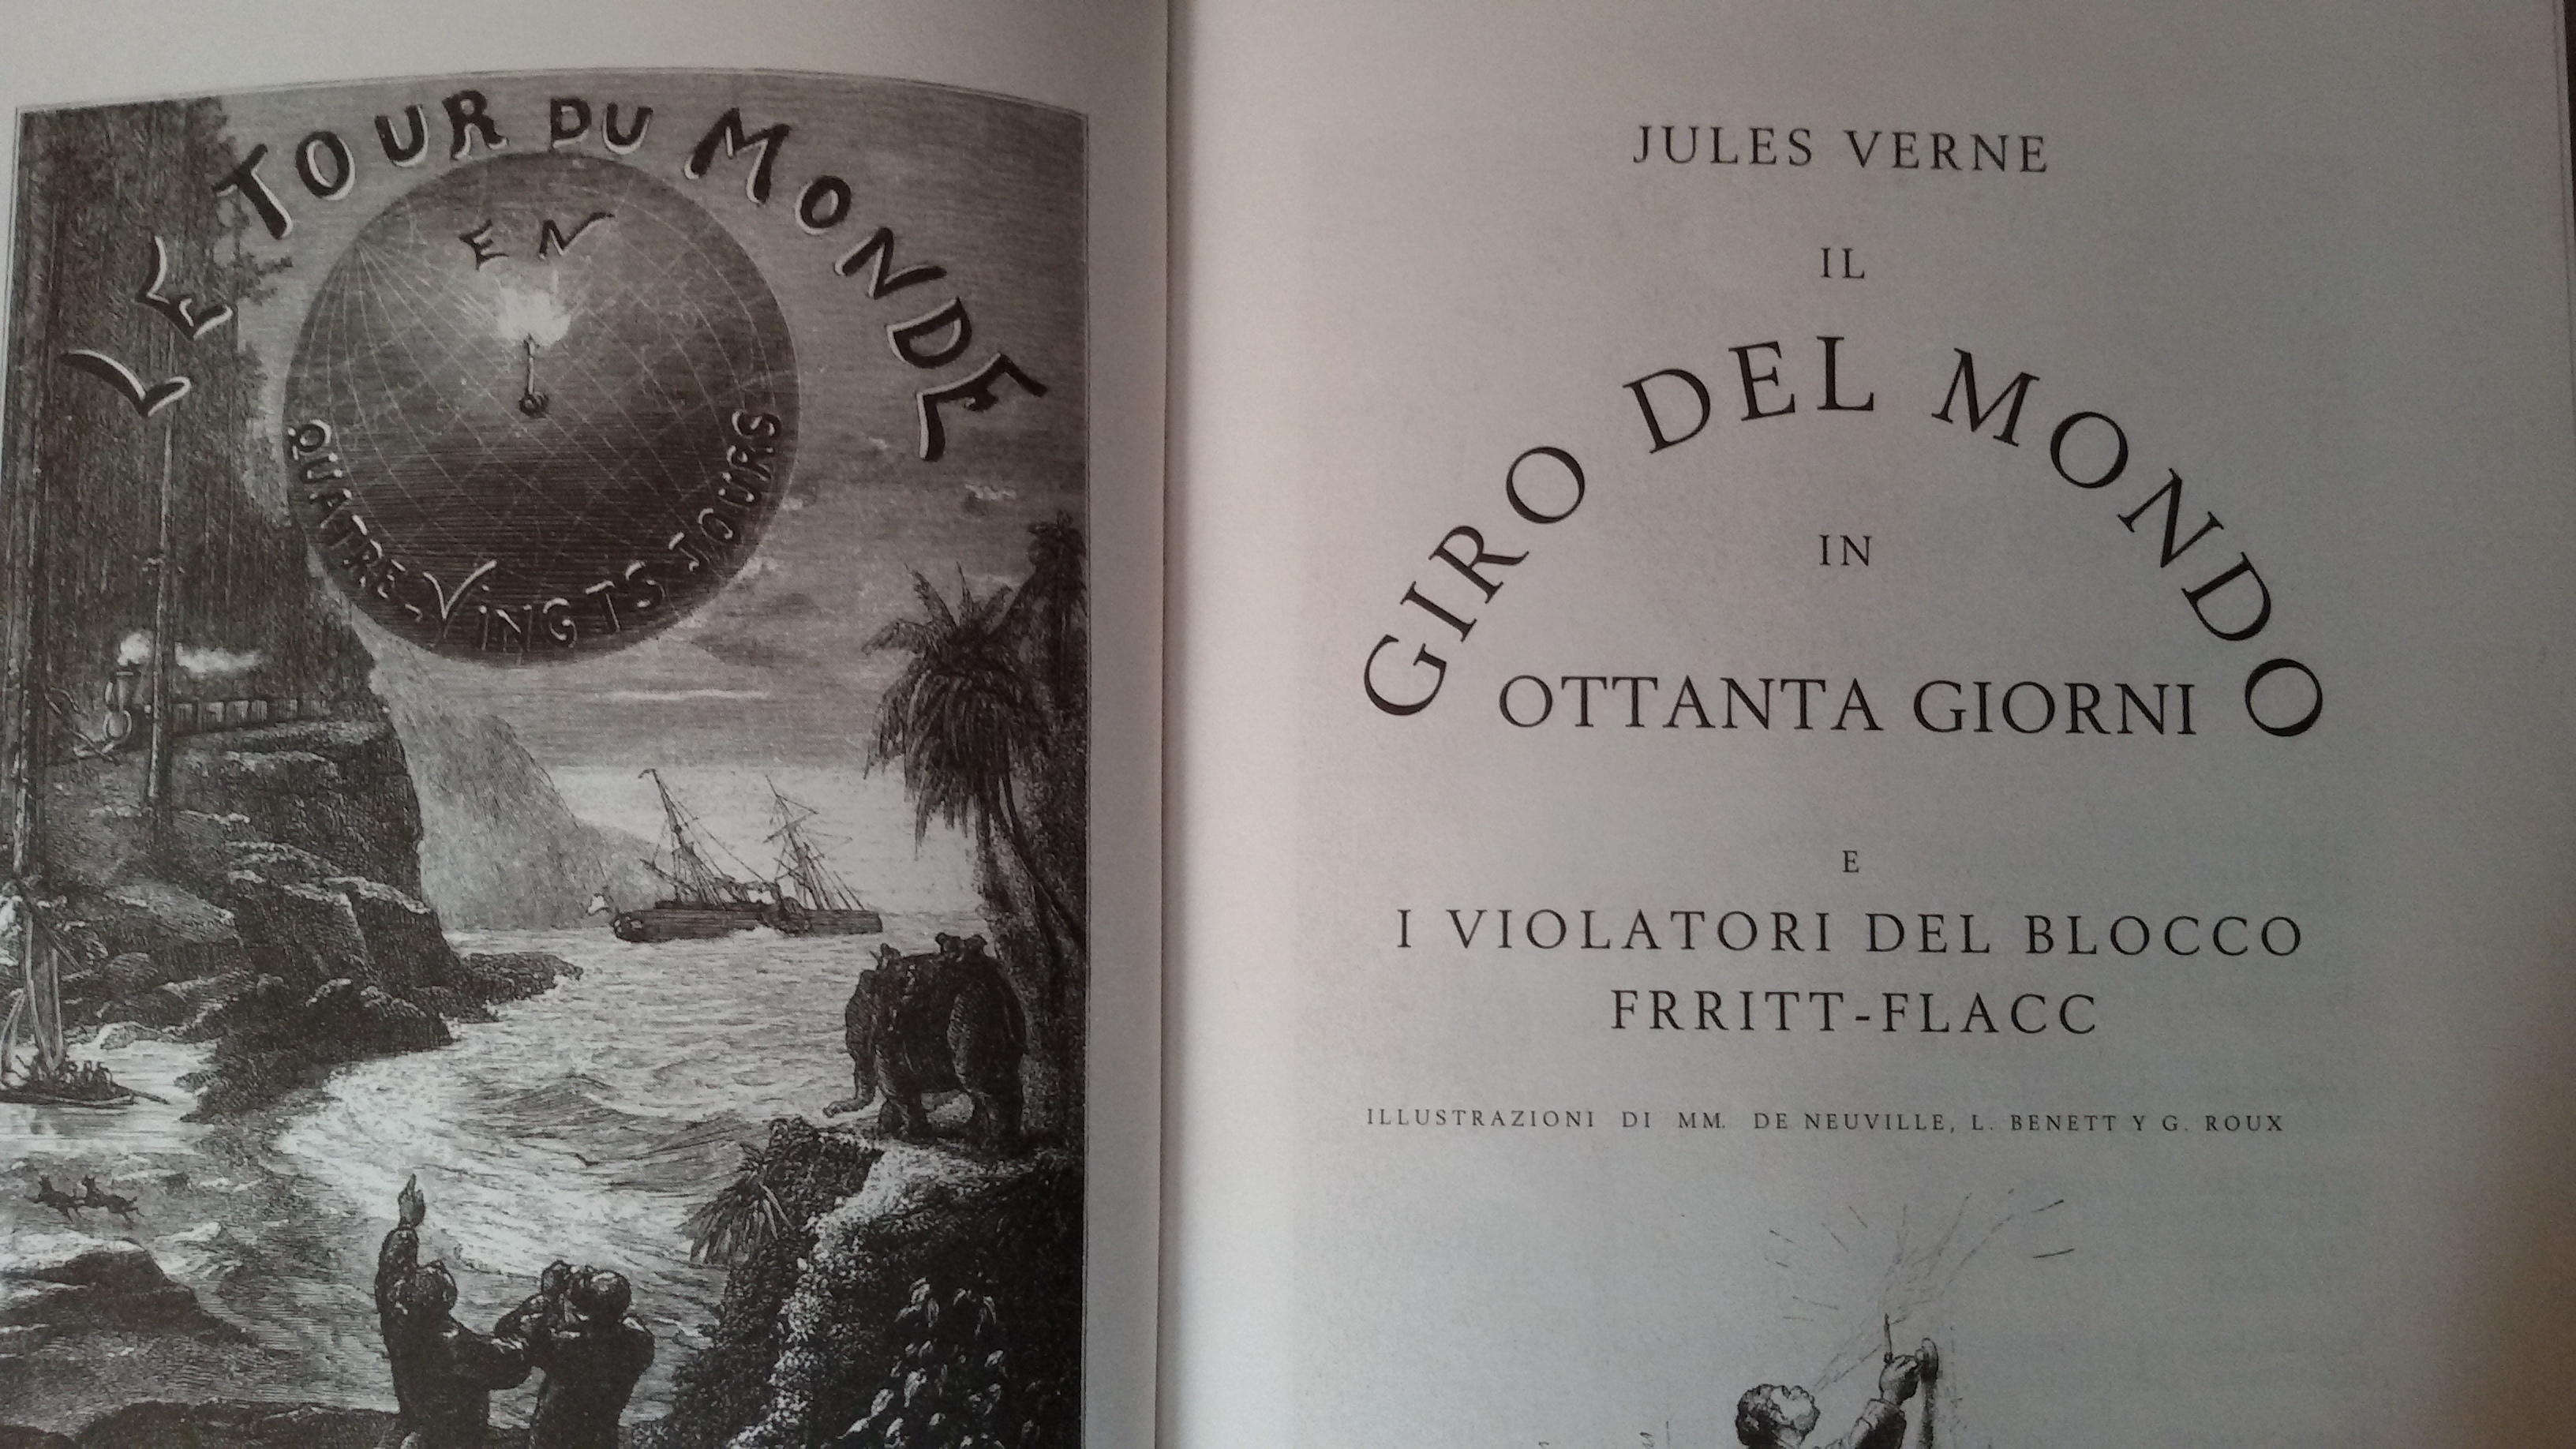 LE TOUR DU MONDE
EN
QUATRE-VINGTS JOURS
JULES VERNE
IL
GIRO DEL MONDO
IN
OTTANTA GIORNI
E
I VIOLATORI DEL BLOCCO
FRRITT-FLACC
ILLUSTRAZIONI DI MM. DE NEUVILLE, L. BENETT Y G. ROUX